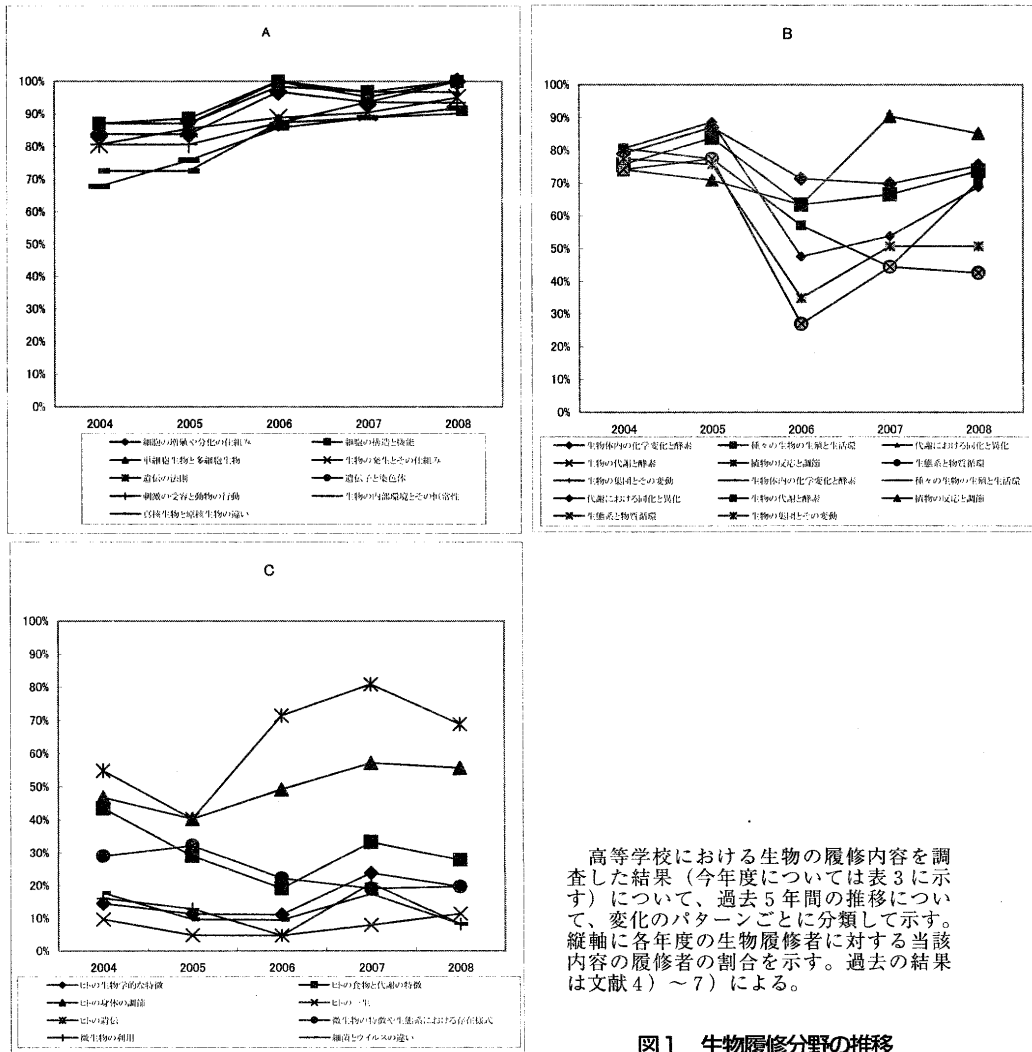 A
100%
90%
80%
70%
60%
50%
40%
30%
20%
10%
0%
2004 2005 2006 2007 2008
細胞の増殖や分化の仕組み 細胞の構造と機能
単細胞生物と多細胞生物 生物の発生とその仕組み
遺伝の法則 遺伝子と染色体
刺激の受容と動物の行動 生物の内部環境とその恒常性
真核生物と原核生物の違い
B
100%
90%
80%
70%
60%
50%
40%
30%
20%
10%
0%
2004 2005 2006 2007 2008
生物体内の化学変化と酵素 種々の生物の生殖と生活環 代謝における同化と異化
生物の代謝と酵素 植物の反応と調節 生態系と物質循環
生物の集団とその変動 生物体内の化学変化と酵素 種々の生物の生殖と生活環
代謝における同化と異化 生物の代謝と酵素 植物の反応と調節
生態系と物質循環 生物の集団とその変動
C
100%
90%
80%
70%
60%
50%
40%
30%
20%
10%
0%
2004 2005 2006 2007 2008
ヒトの生物学的な特徴 ヒトの食物と代謝の特徴
ヒトの身体の調節 ヒトの一生
ヒトの遺伝 微生物の特徴や生態系における存在様式
微生物の利用 細菌とウイルスの違い
高等学校における生物の履修内容を調
査した結果（今年度については表3に示
す）について、過去5年間の推移につい
て、変化のパターンごとに分類して示す。
縦軸に各年度の生物履修者に対する当該
内容の履修者の割合を示す。過去の結果
は文献4）～7）による。
図1 生物履修分野の推移